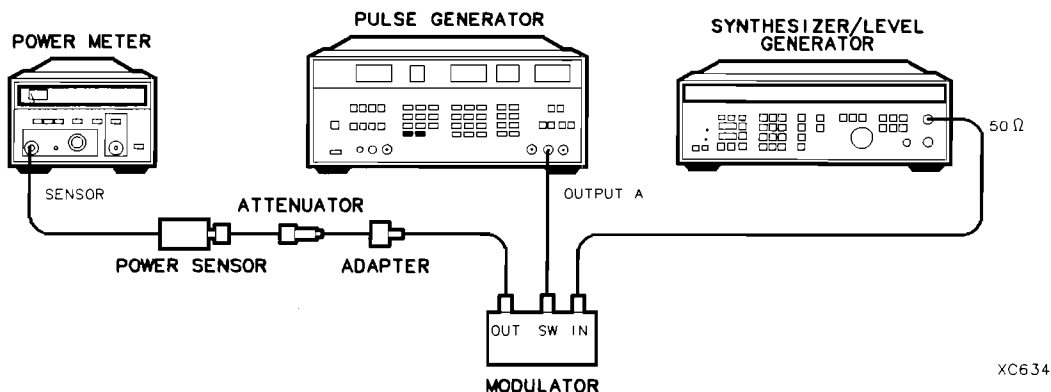 POWER METER
PULSE GENERATOR
SYNTHESIZER/LEVEL
GENERATOR
50 Ω
SENSOR
OUTPUT A
ATTENUATOR
POWER SENSOR
ADAPTER
OUT SW IN
MODULATOR
XC634